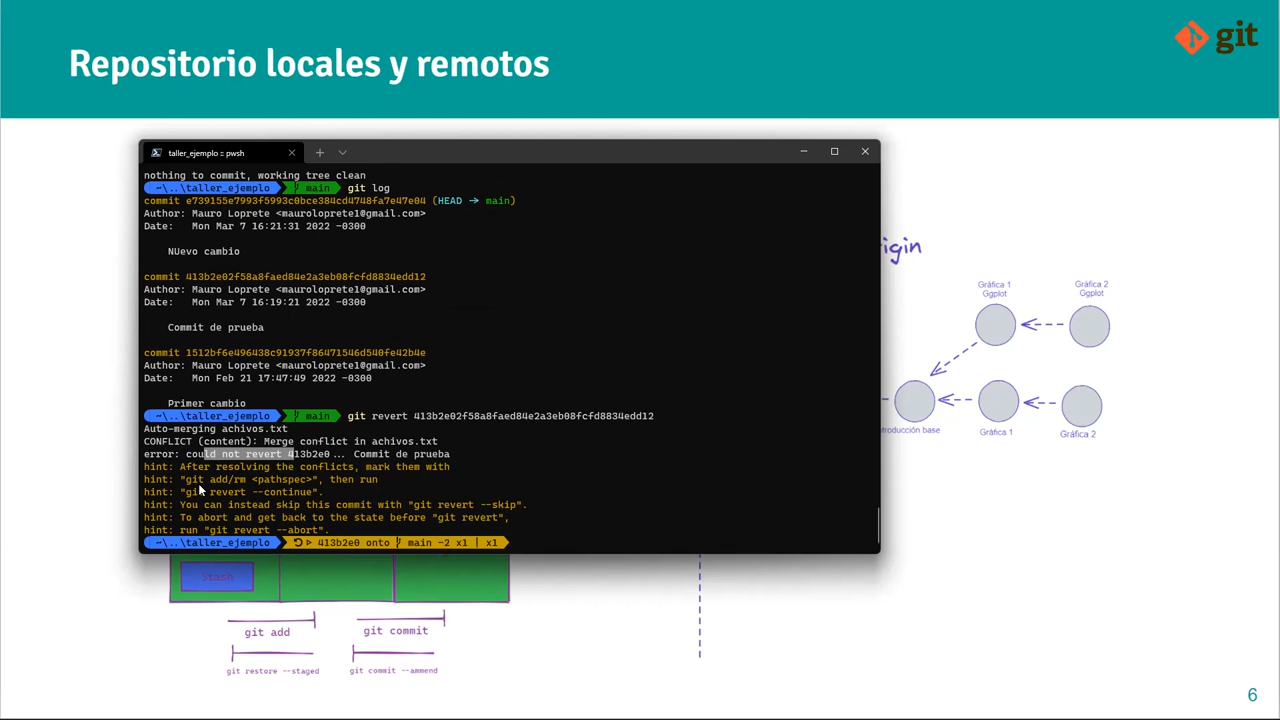 Repositorio locales y remotos
git
taller_ejemplo :: pwsh
nothing to commit, working tree clean
~\..\taller_ejemplo main git log
commit e739155e7993f5993c0bce384cd4748fa7e47e04 (HEAD → main)
Author: Mauro Loprete <mauroloprete1@gmail.com>
Date: Mon Mar 7 16:21:31 2022 -0300
NUevo cambio
commit 413b2e02f58a8faed84e2a3eb08fcfd8834edd12
Author: Mauro Loprete <mauroloprete1@gmail.com>
Date: Mon Mar 7 16:19:21 2022 -0300
Commit de prueba
commit 1512bf6e496438c91937f86471546d540fe42b4e
Author: Mauro Loprete <mauroloprete1@gmail.com>
Date: Mon Feb 21 17:47:49 2022 -0300
Primer cambio
~\..\taller_ejemplo main git revert 413b2e02f58a8faed84e2a3eb08fcfd8834edd12
Auto-merging achivos.txt
CONFLICT (content): Merge conflict in achivos.txt
error: could not revert 413b2e0... Commit de prueba
hint: After resolving the conflicts, mark them with
hint: "git add/rm <pathspec>", then run
hint: "git revert --continue".
hint: You can instead skip this commit with "git revert --skip".
hint: To abort and get back to the state before "git revert",
hint: run "git revert --abort".
~\..\taller_ejemplo 413b2e0 onto main ~2 x1 | x1
igin
Gráfica 1
Ggplot
Gráfica 2
Ggplot
ntroducción base
Gráfica 1
Gráfica 2
Stash
git add
git commit
git restore --staged
git commit --ammend
6